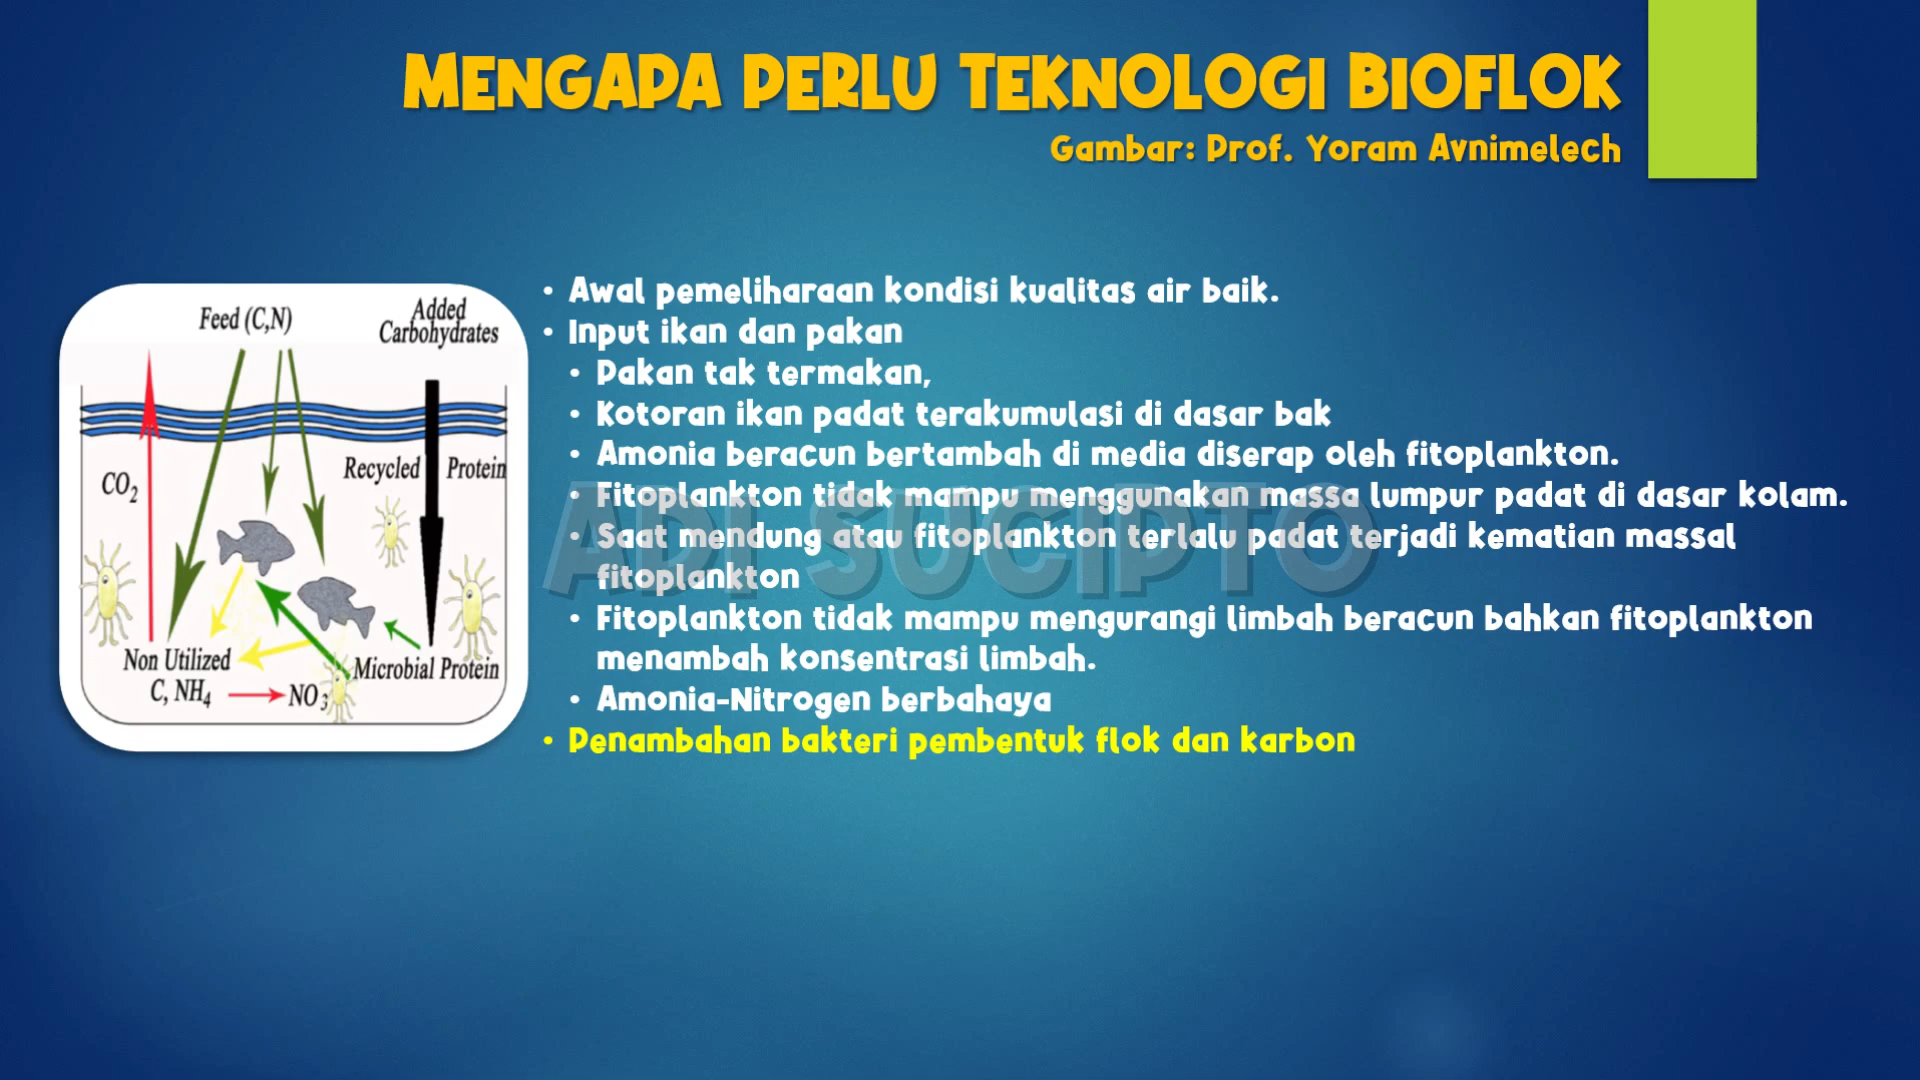 MENGAPA PERLU TEKNOLOGI BIOFLOK
Gambar: Prof. Yoram Avnimelech
Feed (C,N)
Added
Carbohydrates
CO2
Recycled Protein
Non Utilized
C, NH4
NO3
Microbial Protein
• Awal pemeliharaan kondisi kualitas air baik.
• Input ikan dan pakan
• Pakan tak termakan,
• Kotoran ikan padat terakumulasi di dasar bak
• Amonia beracun bertambah di media diserap oleh fitoplankton.
• Fitoplankton tidak mampu menggunakan massa lumpur padat di dasar kolam.
• Saat mendung atau fitoplankton terlalu padat terjadi kematian massal
fitoplankton
• Fitoplankton tidak mampu mengurangi limbah beracun bahkan fitoplankton
menambah konsentrasi limbah.
• Amonia-Nitrogen berbahaya
• Penambahan bakteri pembentuk flok dan karbon
ADI SUCIPTO